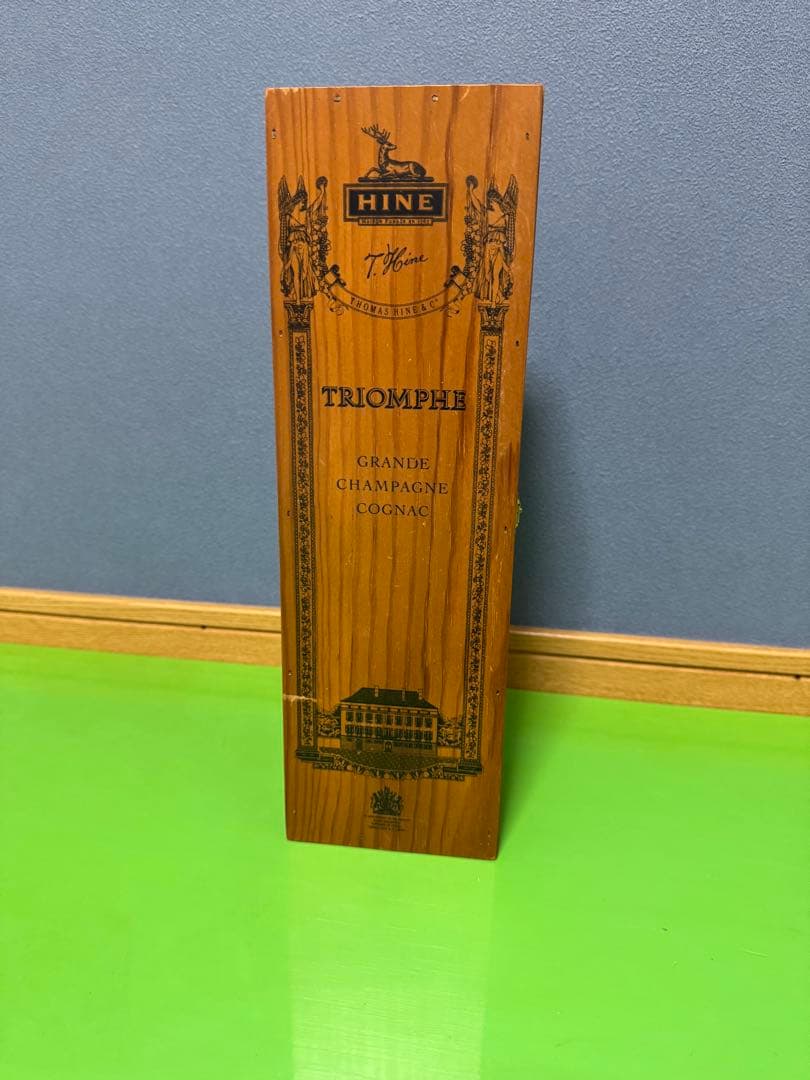 HINE
T. Hine
THOMAS HINE & Co
TRIOMPHE
GRANDE
CHAMPAGNE
COGNAC